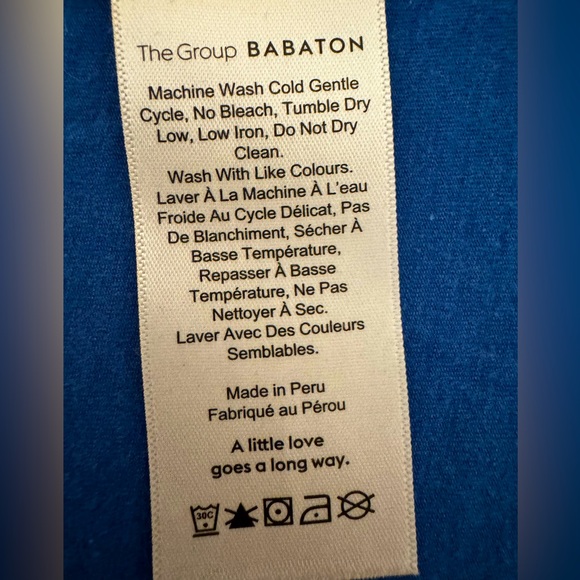 The Group BABATON
Machine Wash Cold Gentle
Cycle, No Bleach, Tumble Dry
Low, Low Iron, Do Not Dry
Clean.
Wash With Like Colours.
Laver À La Machine À L'eau
Froide Au Cycle Délicat, Pas
De Blanchiment, Sécher À
Basse Température,
Repasser À Basse
Température, Ne Pas
Nettoyer À Sec.
Laver Avec Des Couleurs
Semblables.
Made in Peru
Fabriqué au Pérou
A little love
goes a long way.
30C